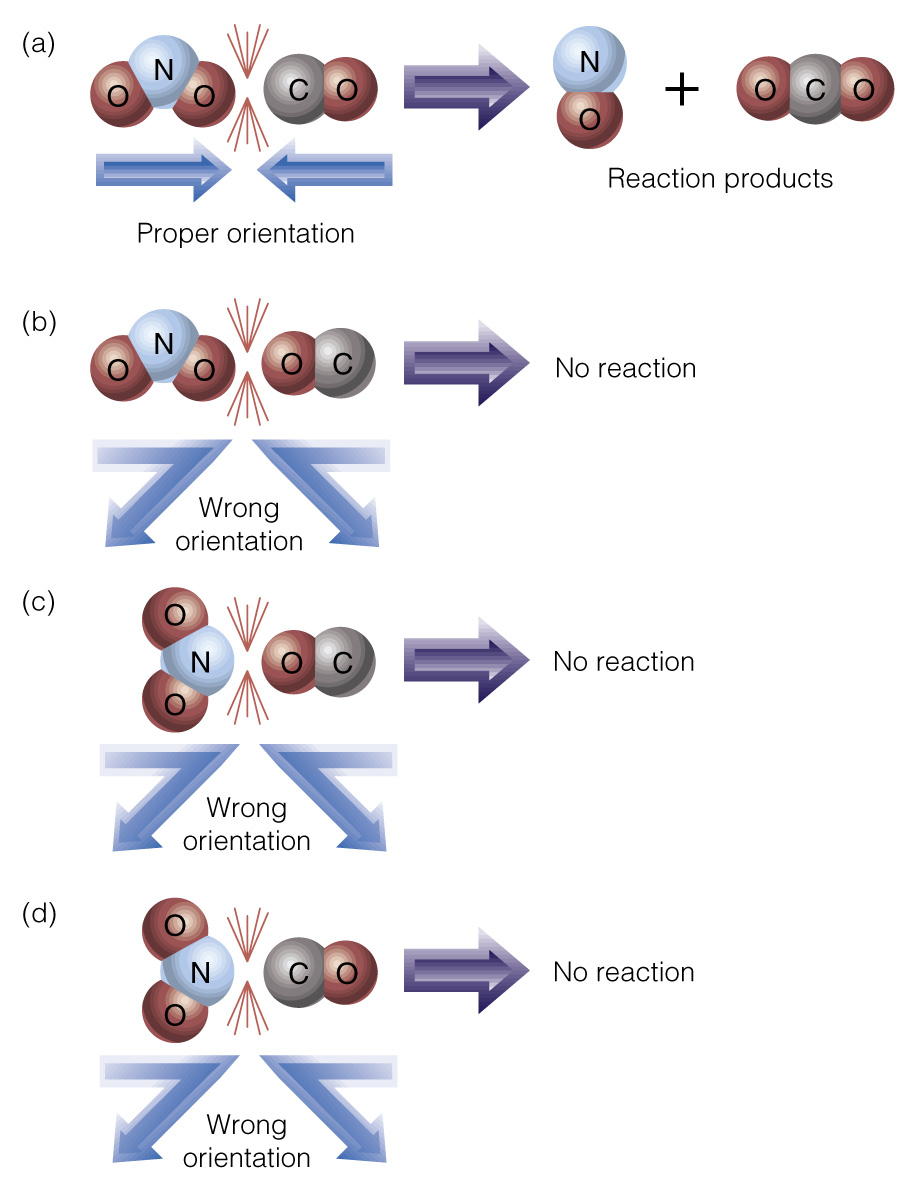 (a)
O N O C O N O + O C O
Reaction products
Proper orientation
(b)
O N O O C
No reaction
Wrong
orientation
(c)
O
N O C
O
No reaction
Wrong
orientation
(d)
O
N C O
O
No reaction
Wrong
orientation